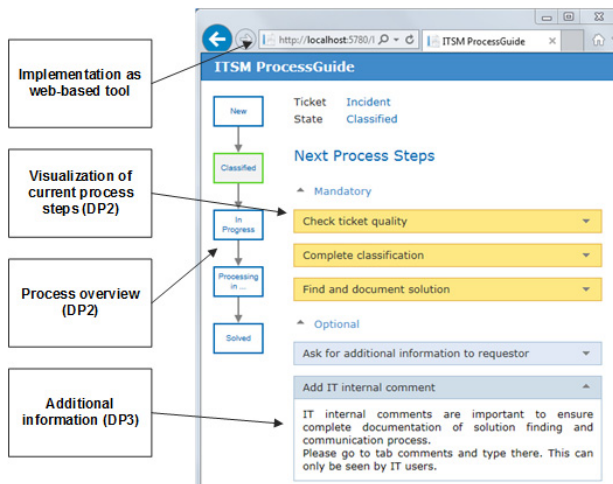 Implementation as
web-based tool
Visualization of
current process
steps (DP2)
Process overview
(DP2)
Additional
information (DP3)
http://localhost:5780/
ITSM ProcessGuide
ITSM ProcessGuide
New
Classified
In
Progress
Processing
in ...
Solved
Ticket Incident
State Classified
Next Process Steps
Mandatory
Check ticket quality
Complete classification
Find and document solution
Optional
Ask for additional information to requestor
Add IT internal comment
IT internal comments are important to ensure
complete documentation of solution finding and
communication process.
Please go to tab comments and type there. This can
only be seen by IT users.